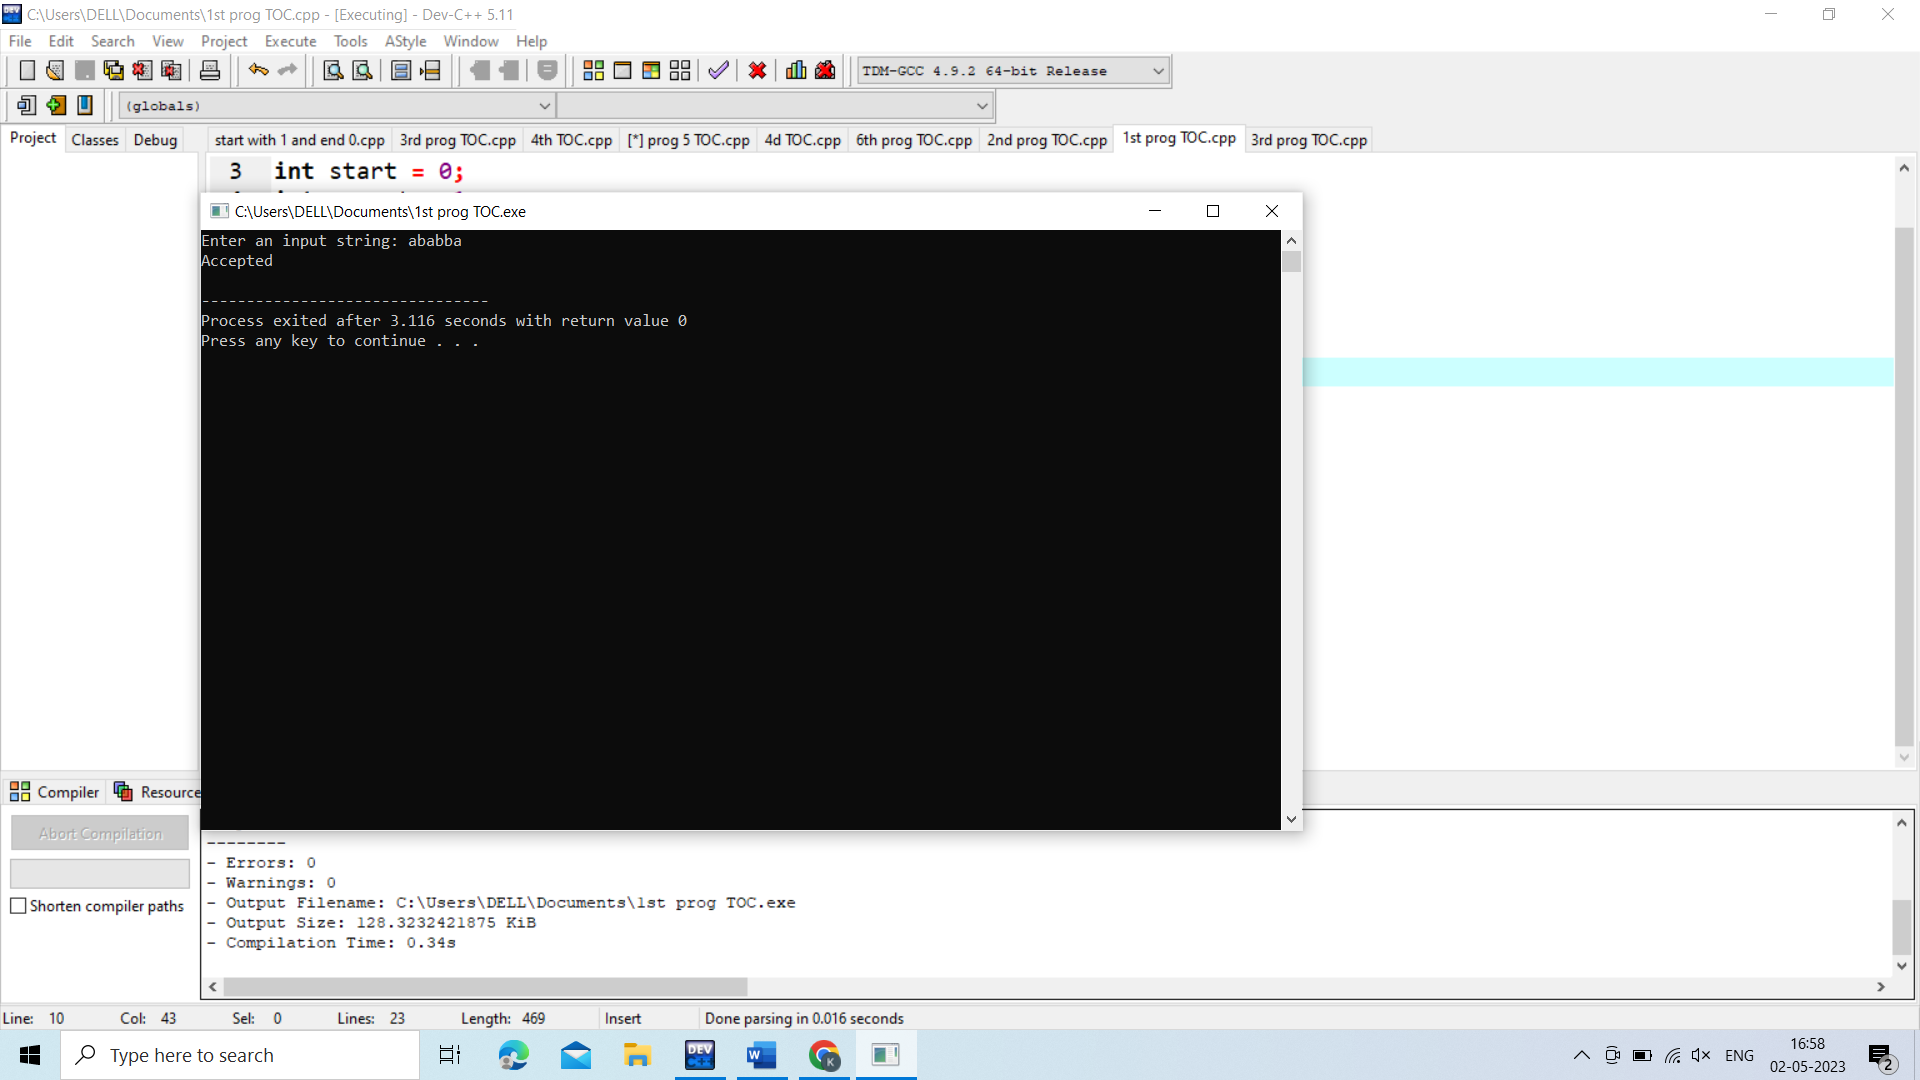 C:\Users\DELL\Documents\1st prog TOC.cpp - [Executing] - Dev-C++ 5.11
File Edit Search View Project Execute Tools AStyle Window Help
TDM-GCC 4.9.2 64-bit Release
(globals)
Project Classes Debug
start with 1 and end 0.cpp 3rd prog TOC.cpp 4th TOC.cpp [*] prog 5 TOC.cpp 4d TOC.cpp 6th prog TOC.cpp 2nd prog TOC.cpp 1st prog TOC.cpp 3rd prog TOC.cpp
3 int start = 0;
C:\Users\DELL\Documents\1st prog TOC.exe
Enter an input string: ababba
Accepted
--------------------------------
Process exited after 3.116 seconds with return value 0
Press any key to continue . . .
Compiler Resource
Abort Compilation
Shorten compiler paths
--------
- Errors: 0
- Warnings: 0
- Output Filename: C:\Users\DELL\Documents\1st prog TOC.exe
- Output Size: 128.3232421875 KiB
- Compilation Time: 0.34s
Line: 10 Col: 43 Sel: 0 Lines: 23 Length: 469 Insert Done parsing in 0.016 seconds
Type here to search
DEV C++
W
K
ENG
16:58
02-05-2023
2